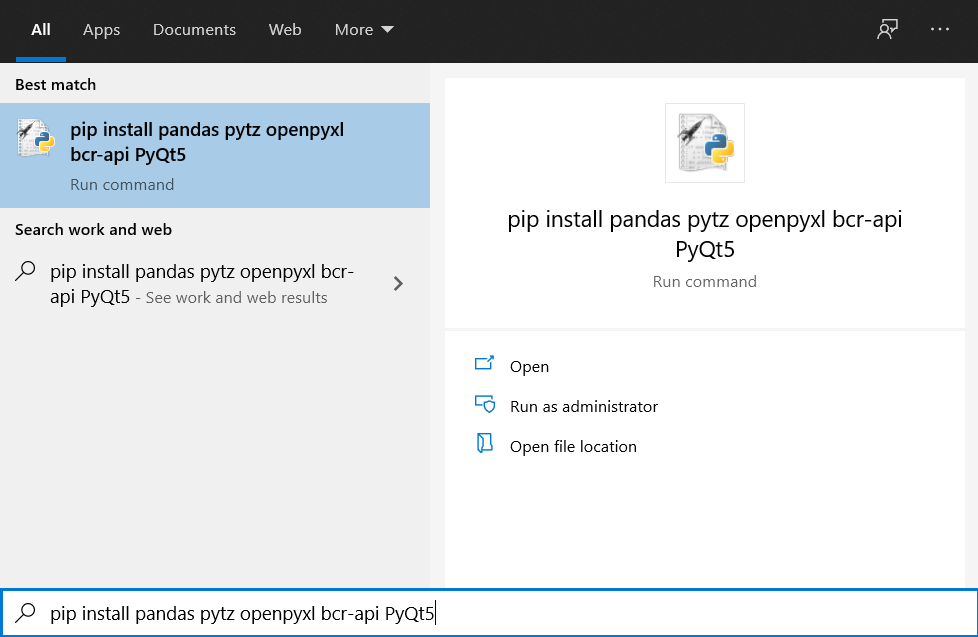 All Apps Documents Web More
Best match
pip install pandas pytz openpyxl
bcr-api PyQt5
Run command
Search work and web
pip install pandas pytz openpyxl bcr-
api PyQt5 - See work and web results
pip install pandas pytz openpyxl bcr-api
PyQt5
Run command
Open
Run as administrator
Open file location
pip install pandas pytz openpyxl bcr-api PyQt5